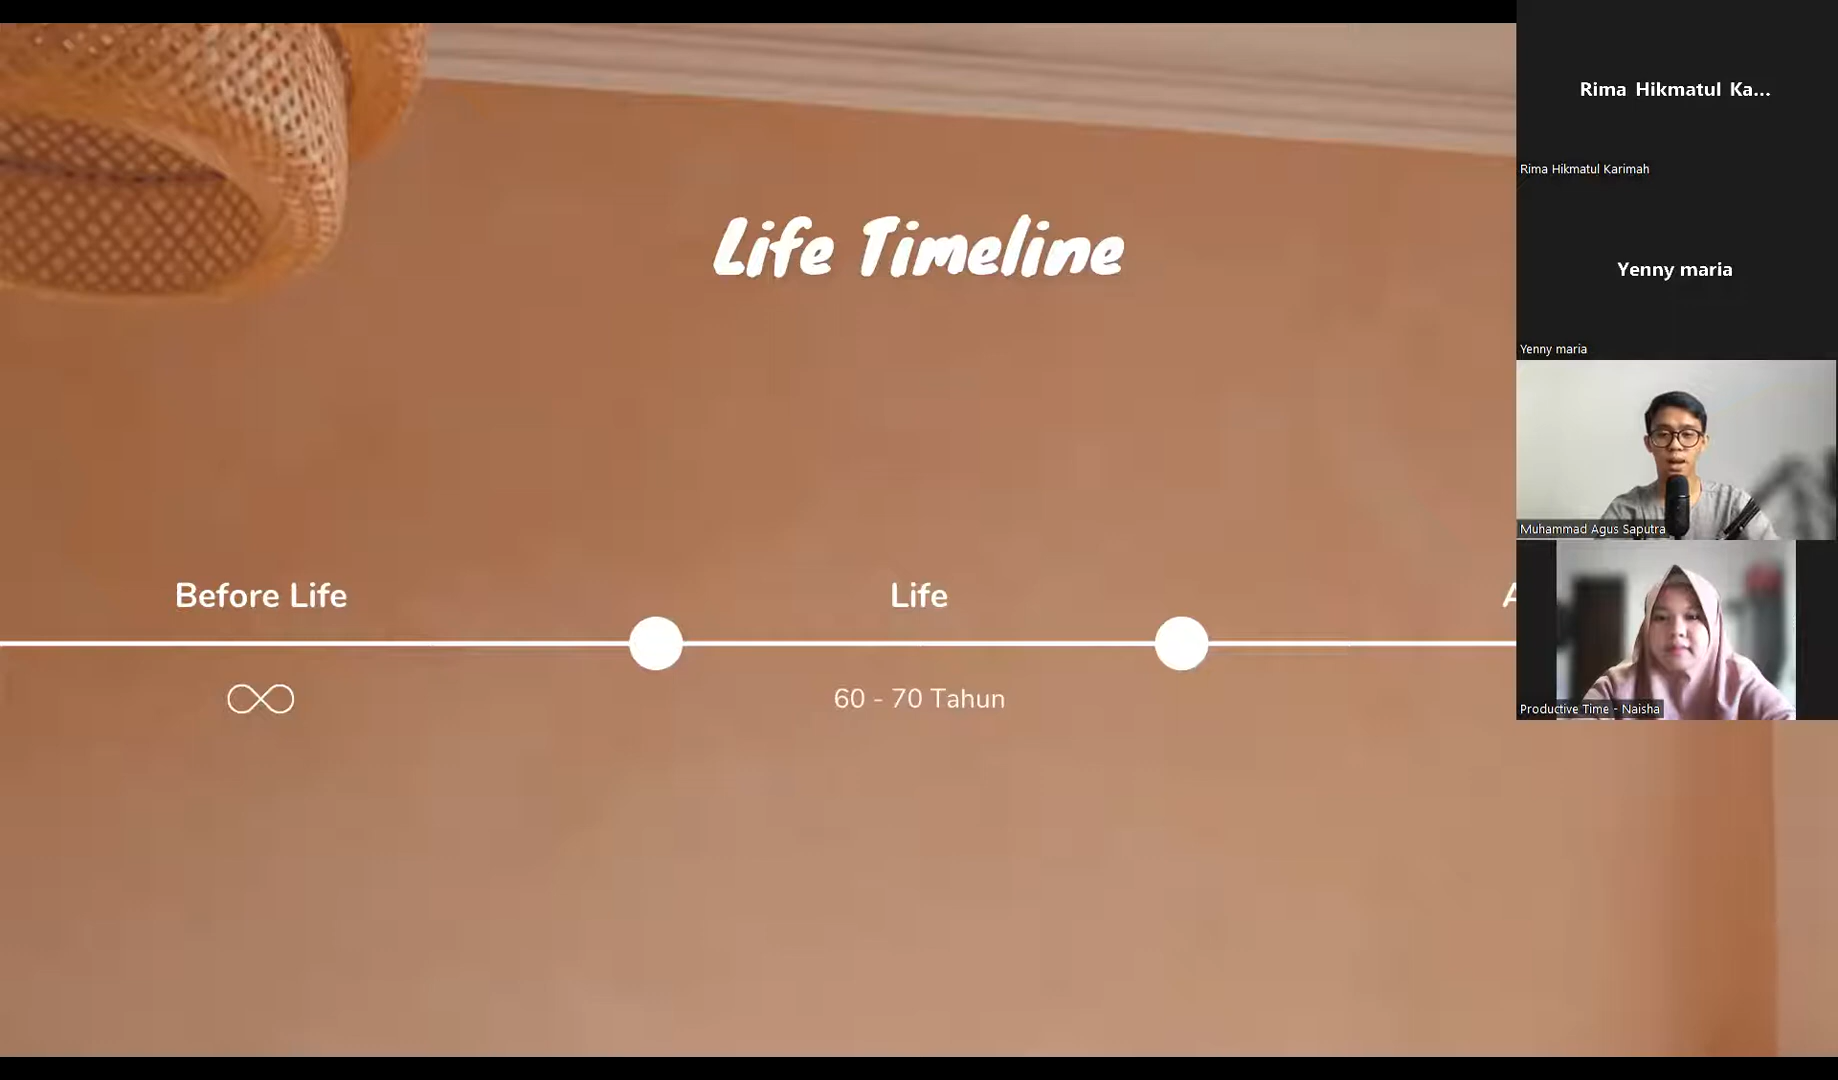 Life Timeline
Before Life
Life
∞
60 - 70 Tahun
Rima Hikmatul Ka...
Rima Hikmatul Karimah
Yenny maria
Yenny maria
Muhammad Agus Saputra
Productive Time - Naisha